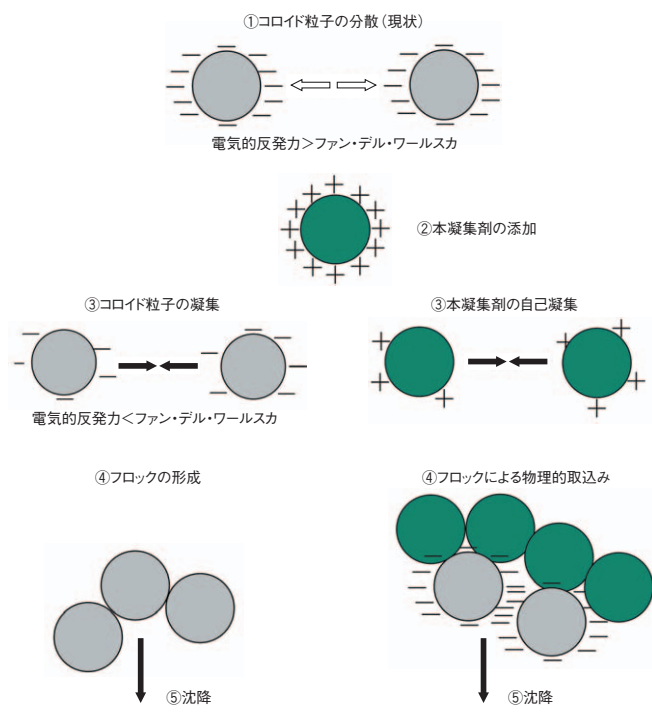 ①コロイド粒子の分散（現状）
電気的反発力＞ファン・デル・ワールスカ
②本凝集剤の添加
③コロイド粒子の凝集
③本凝集剤の自己凝集
電気的反発力＜ファン・デル・ワールスカ
④フロックの形成
④フロックによる物理的取込み
⑤沈降
⑤沈降